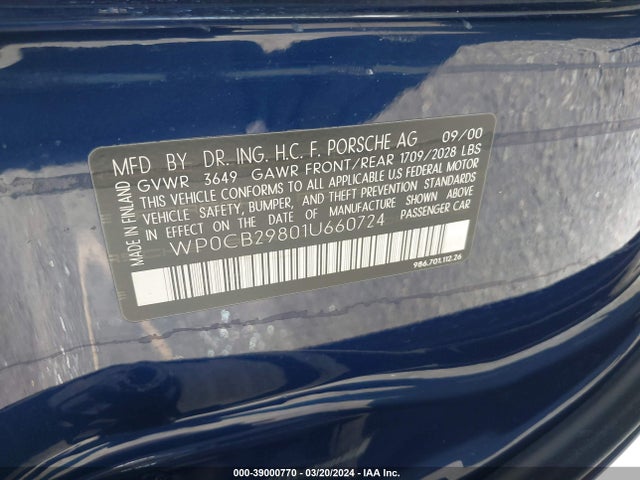 MFD BY DR. ING. H.C. F. PORSCHE AG 09/00
GVWR 3649 GAWR FRONT/REAR 1709/2028 LBS
THIS VEHICLE CONFORMS TO ALL APPLICABLE US FEDERAL MOTOR
VEHICLE SAFETY, BUMPER, AND THEFT PREVENTION STANDARDS
IN EFFECT ON THE DATE OF MANUFACTURE SHOWN ABOVE
WP0CB29801U660724 PASSENGER CAR
MADE IN FINLAND
986.701.112.26
000-39000770 | 03/20/2024 | IAA Inc.